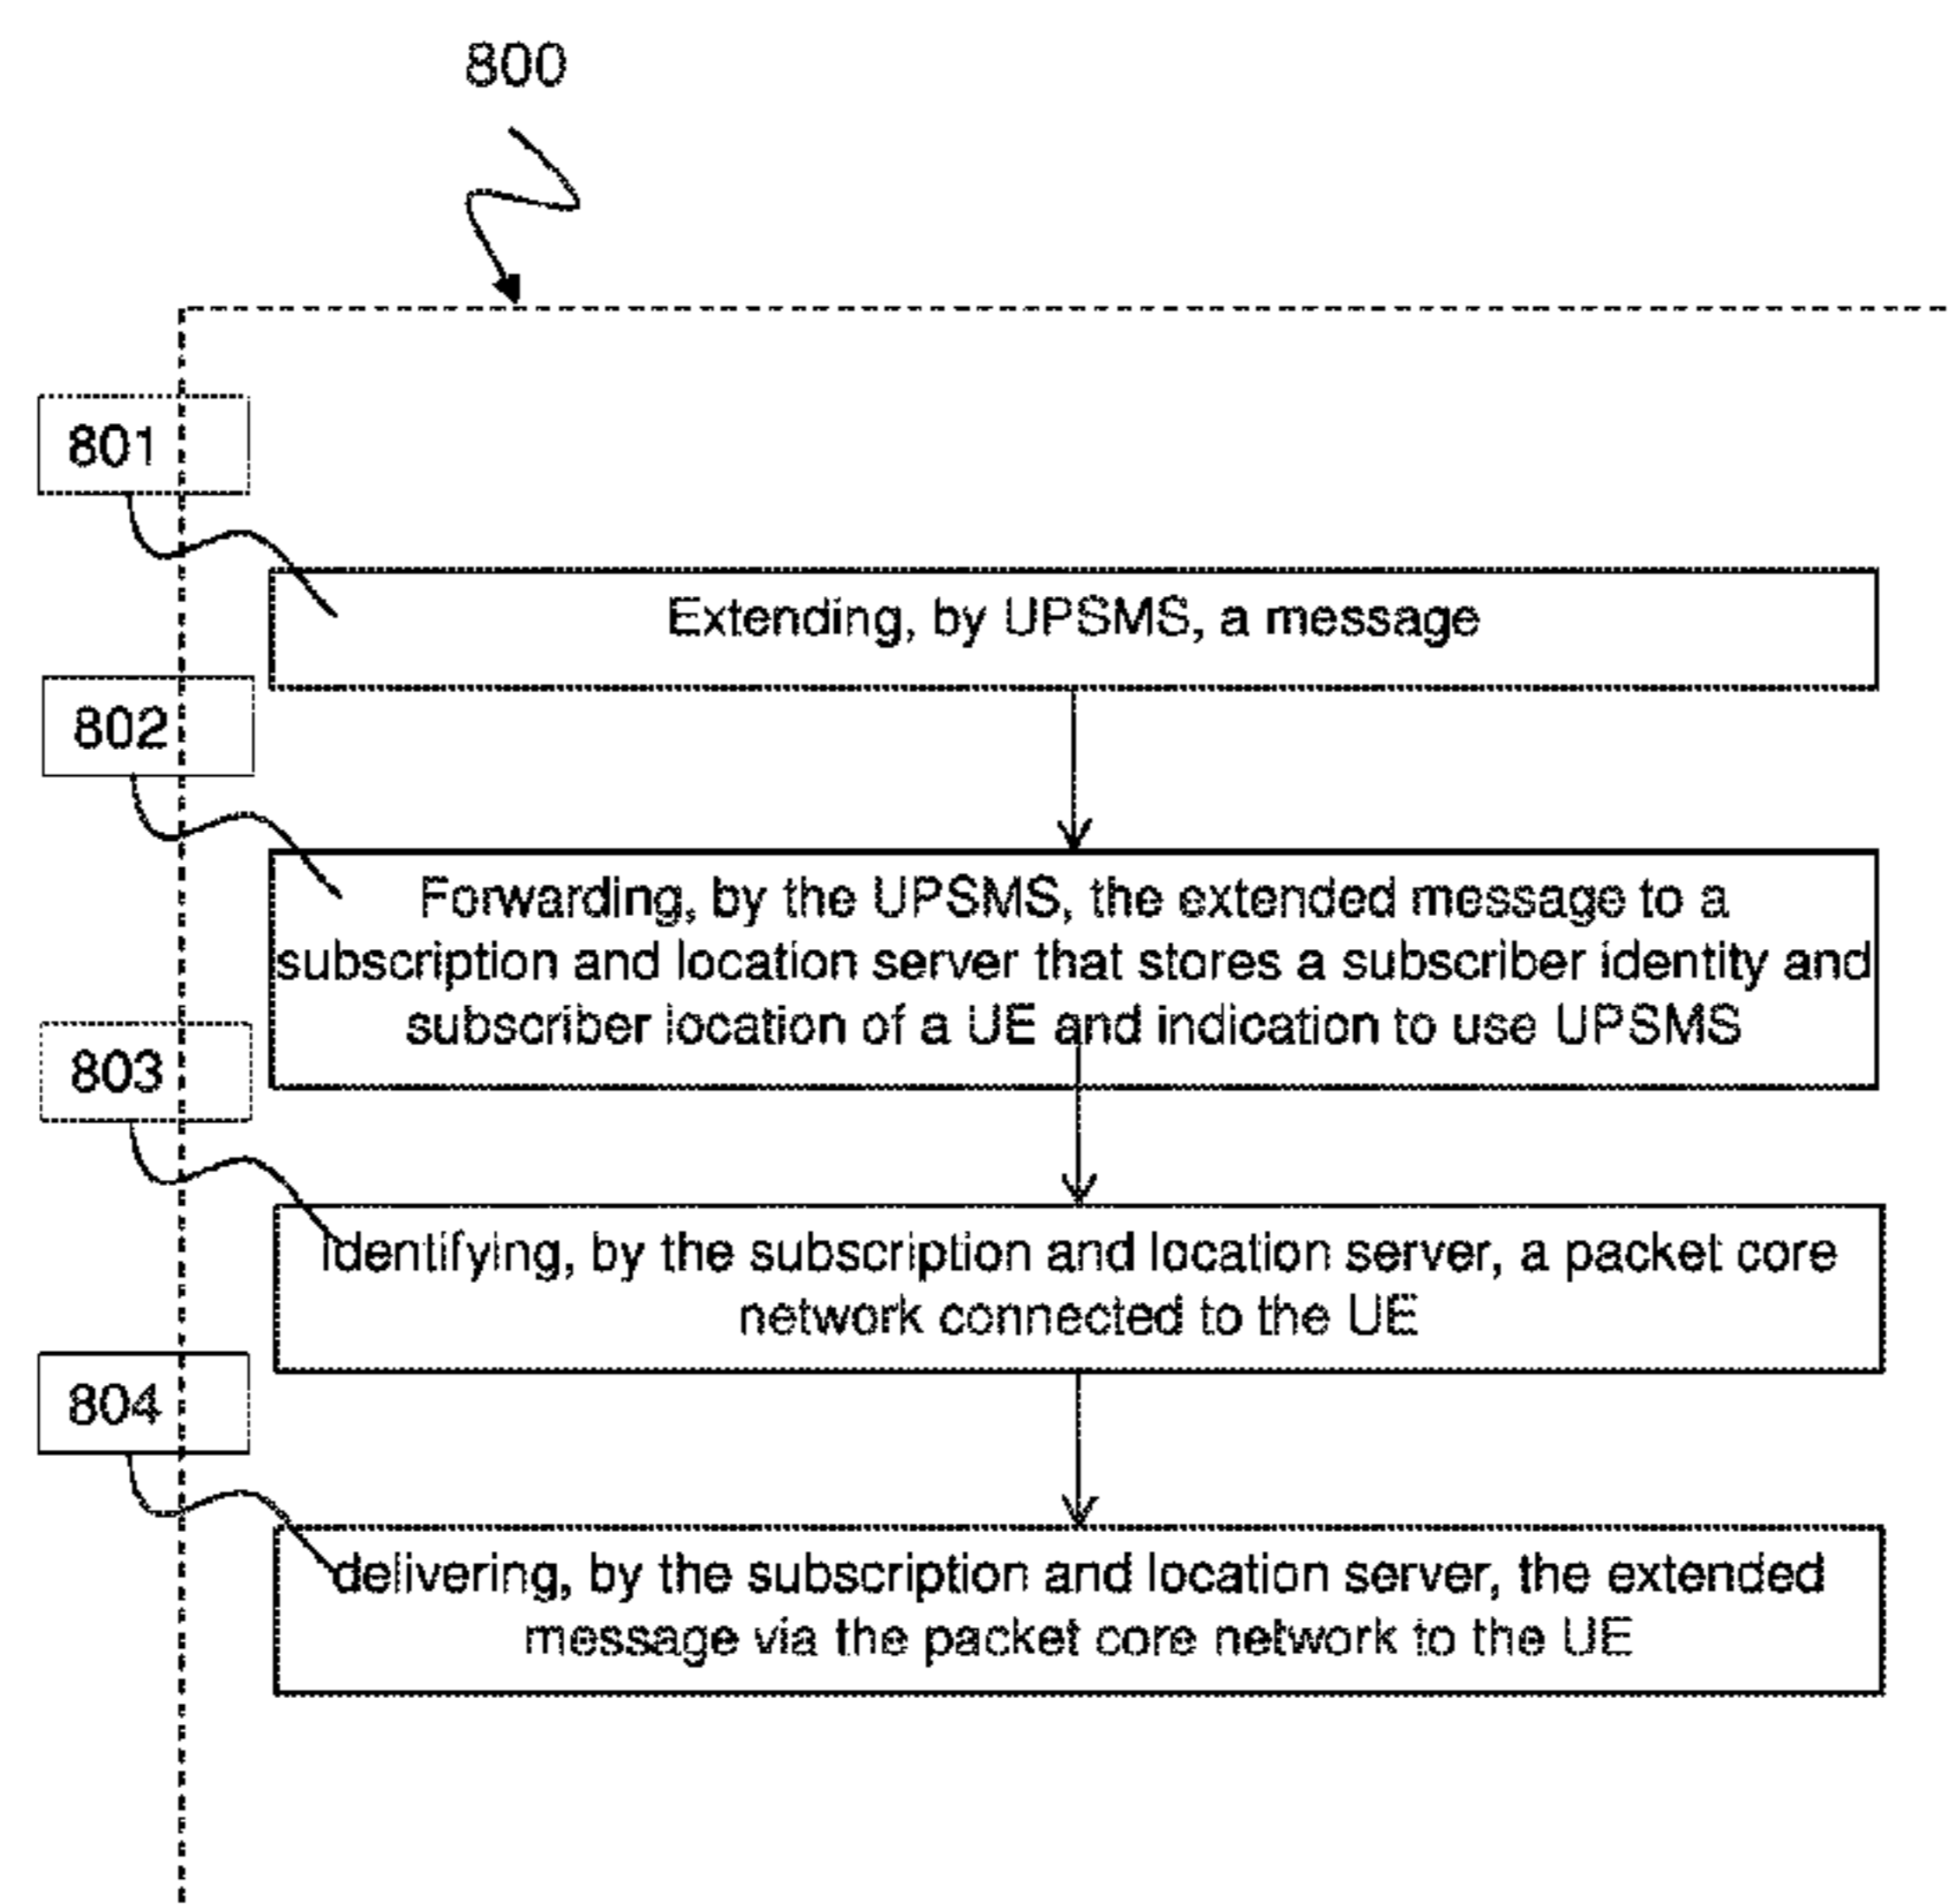 800
801
Extending, by UPSMS, a message
802
Forwarding, by the UPSMS, the extended message to a
subscription and location server that stores a subscriber identity and
subscriber location of a UE and indication to use UPSMS
803
identifying, by the subscription and location server, a packet core
network connected to the UE
804
delivering, by the subscription and location server, the extended
message via the packet core network to the UE